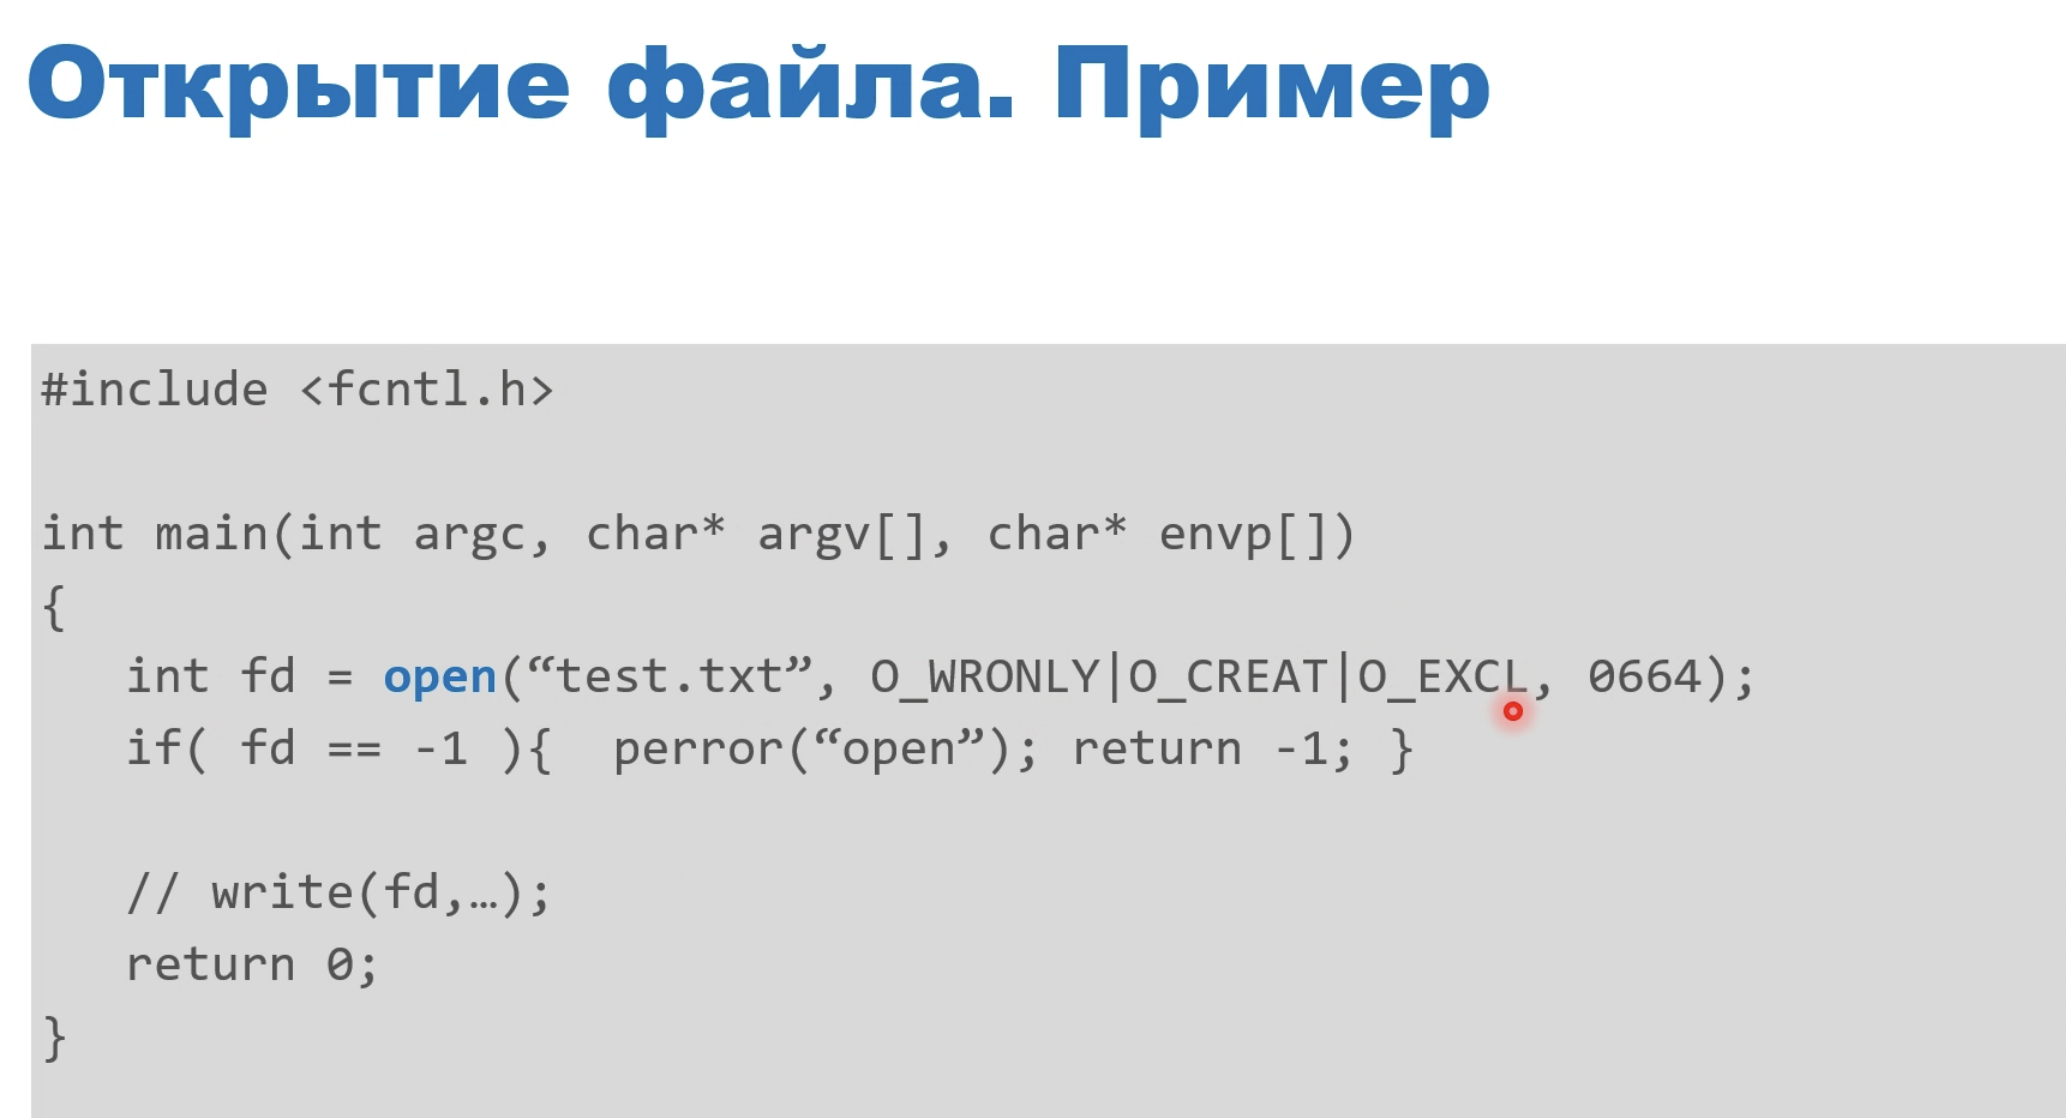 Открытие файла. Пример
#include <fcntl.h>
int main(int argc, char* argv[], char* envp[])
{
int fd = open(“test.txt”, O_WRONLY|O_CREAT|O_EXCL, 0664);
if( fd == -1 ){  perror(“open”); return -1; }
// write(fd,…);
return 0;
}